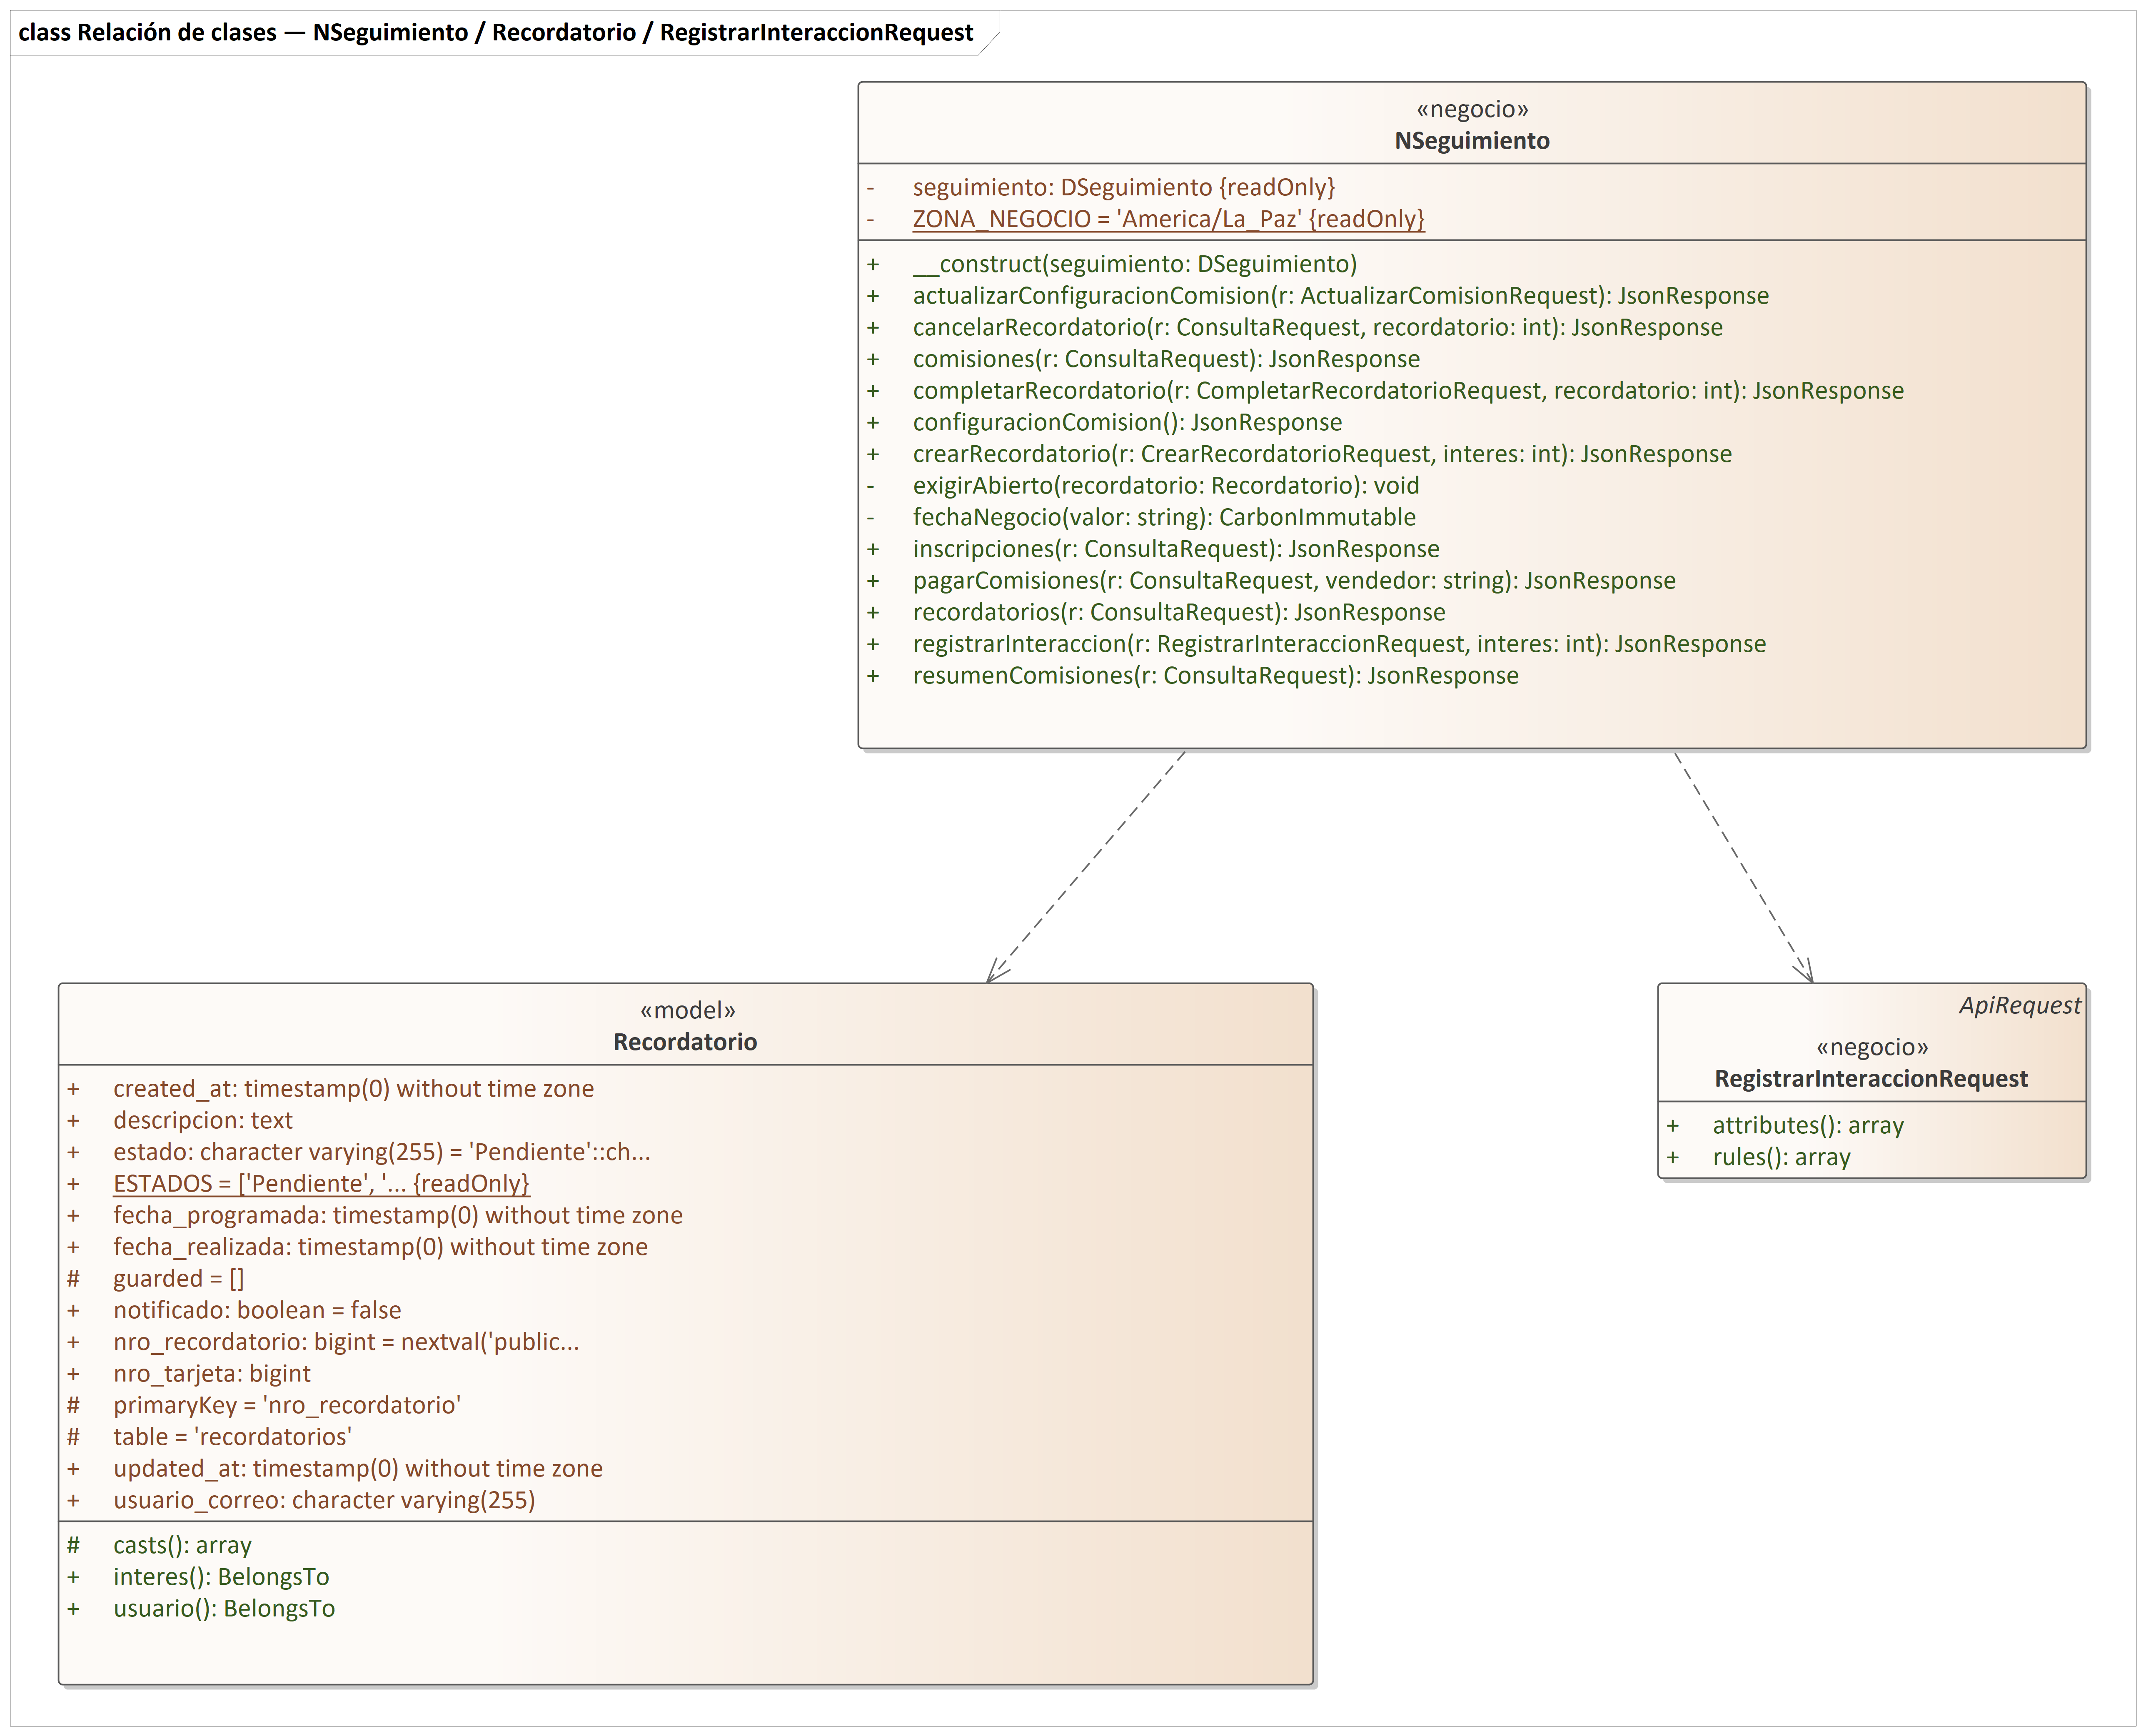 class Relación de clases — NSeguimiento / Recordatorio / RegistrarInteraccionRequest
«negocio»
NSeguimiento
- seguimiento: DSeguimiento {readOnly}
- ZONA_NEGOCIO = 'America/La_Paz' {readOnly}
+ __construct(seguimiento: DSeguimiento)
+ actualizarConfiguracionComision(r: ActualizarComisionRequest): JsonResponse
+ cancelarRecordatorio(r: ConsultaRequest, recordatorio: int): JsonResponse
+ comisiones(r: ConsultaRequest): JsonResponse
+ completarRecordatorio(r: CompletarRecordatorioRequest, recordatorio: int): JsonResponse
+ configuracionComision(): JsonResponse
+ crearRecordatorio(r: CrearRecordatorioRequest, interes: int): JsonResponse
- exigirAbierto(recordatorio: Recordatorio): void
- fechaNegocio(valor: string): CarbonImmutable
+ inscripciones(r: ConsultaRequest): JsonResponse
+ pagarComisiones(r: ConsultaRequest, vendedor: string): JsonResponse
+ recordatorios(r: ConsultaRequest): JsonResponse
+ registrarInteraccion(r: RegistrarInteraccionRequest, interes: int): JsonResponse
+ resumenComisiones(r: ConsultaRequest): JsonResponse
«model»
Recordatorio
+ created_at: timestamp(0) without time zone
+ descripcion: text
+ estado: character varying(255) = 'Pendiente'::ch...
+ ESTADOS = ['Pendiente', '... {readOnly}
+ fecha_programada: timestamp(0) without time zone
+ fecha_realizada: timestamp(0) without time zone
# guarded = []
+ notificado: boolean = false
+ nro_recordatorio: bigint = nextval('public...
+ nro_tarjeta: bigint
# primaryKey = 'nro_recordatorio'
# table = 'recordatorios'
+ updated_at: timestamp(0) without time zone
+ usuario_correo: character varying(255)
# casts(): array
+ interes(): BelongsTo
+ usuario(): BelongsTo
ApiRequest
«negocio»
RegistrarInteraccionRequest
+ attributes(): array
+ rules(): array